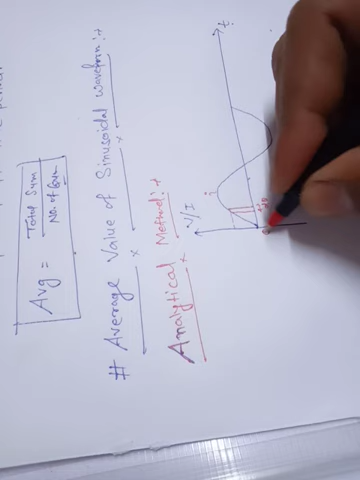 Avg = Total Sum
No. of term
# Average Value of Sinusoidal Waveform:→
Analytical Method:→
V/I
t
i